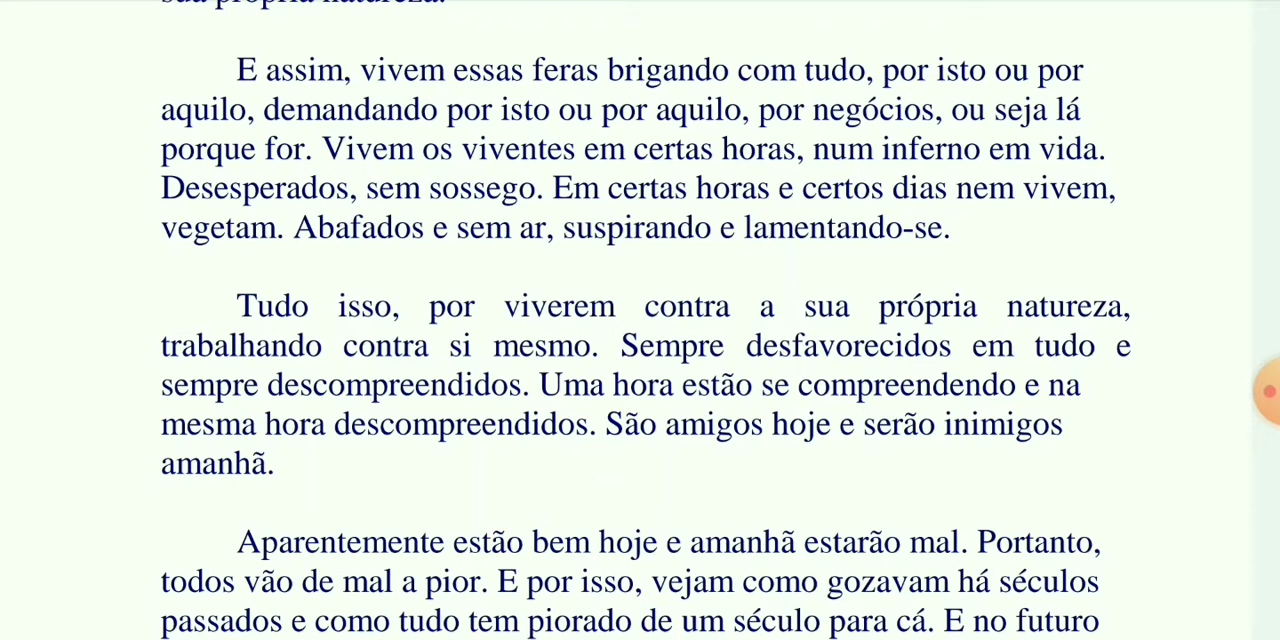 sua própria natureza.
E assim, vivem essas feras brigando com tudo, por isto ou por
aquilo, demandando por isto ou por aquilo, por negócios, ou seja lá
porque for. Vivem os viventes em certas horas, num inferno em vida.
Desesperados, sem sossego. Em certas horas e certos dias nem vivem,
vegetam. Abafados e sem ar, suspirando e lamentando-se.
Tudo isso, por viverem contra a sua própria natureza,
trabalhando contra si mesmo. Sempre desfavorecidos em tudo e
sempre descompreendidos. Uma hora estão se compreendendo e na
mesma hora descompreendidos. São amigos hoje e serão inimigos
amanhã.
Aparentemente estão bem hoje e amanhã estarão mal. Portanto,
todos vão de mal a pior. E por isso, vejam como gozavam há séculos
passados e como tudo tem piorado de um século para cá. E no futuro